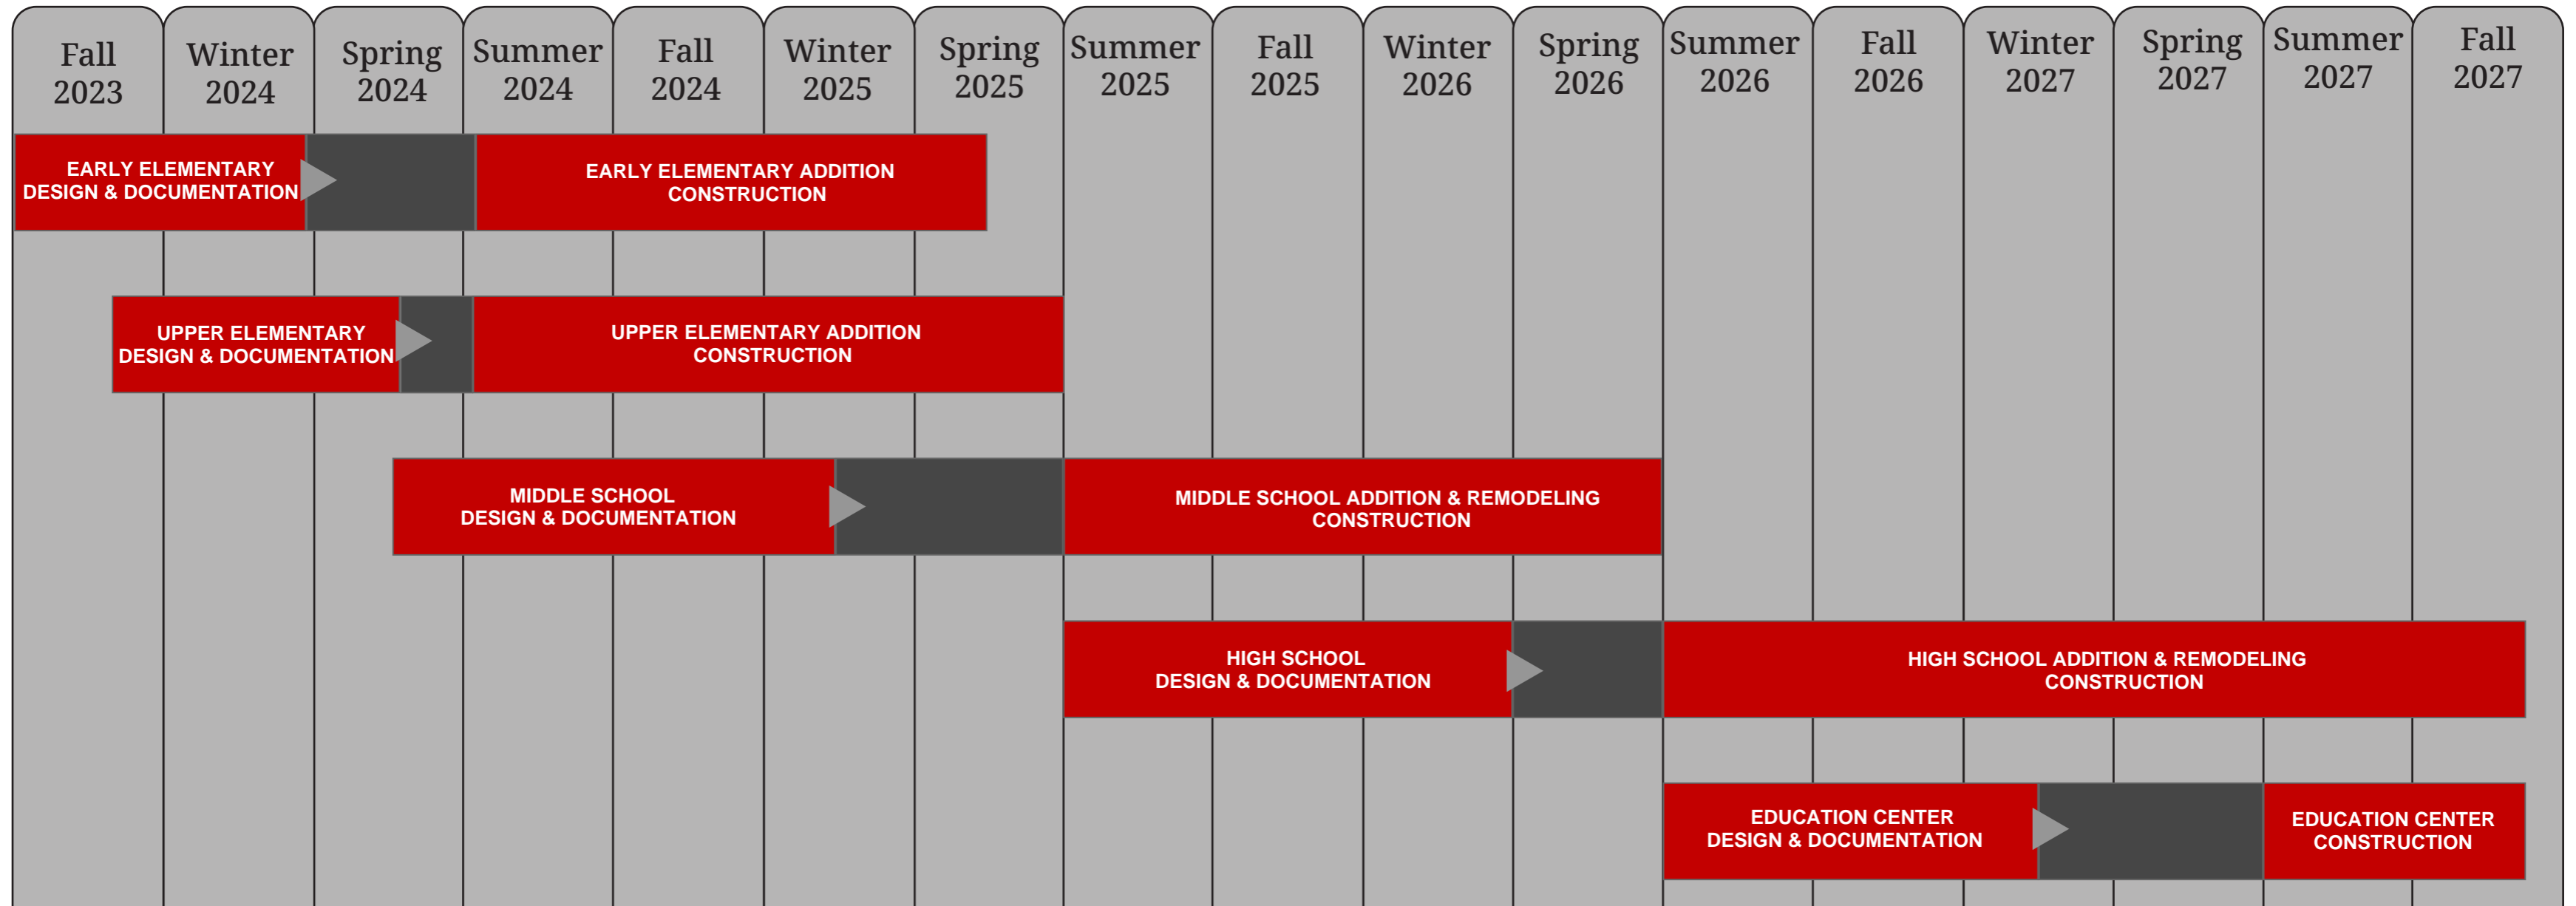 Fall
2023
Winter
2024
Spring
2024
Summer
2024
Fall
2024
Winter
2025
Spring
2025
Summer
2025
Fall
2025
Winter
2026
Spring
2026
Summer
2026
Fall
2026
Winter
2027
Spring
2027
Summer
2027
Fall
2027
EARLY ELEMENTARY
DESIGN & DOCUMENTATION
EARLY ELEMENTARY ADDITION
CONSTRUCTION
UPPER ELEMENTARY
DESIGN & DOCUMENTATION
UPPER ELEMENTARY ADDITION
CONSTRUCTION
MIDDLE SCHOOL
DESIGN & DOCUMENTATION
MIDDLE SCHOOL ADDITION & REMODELING
CONSTRUCTION
HIGH SCHOOL
DESIGN & DOCUMENTATION
HIGH SCHOOL ADDITION & REMODELING
CONSTRUCTION
EDUCATION CENTER
DESIGN & DOCUMENTATION
EDUCATION CENTER
CONSTRUCTION